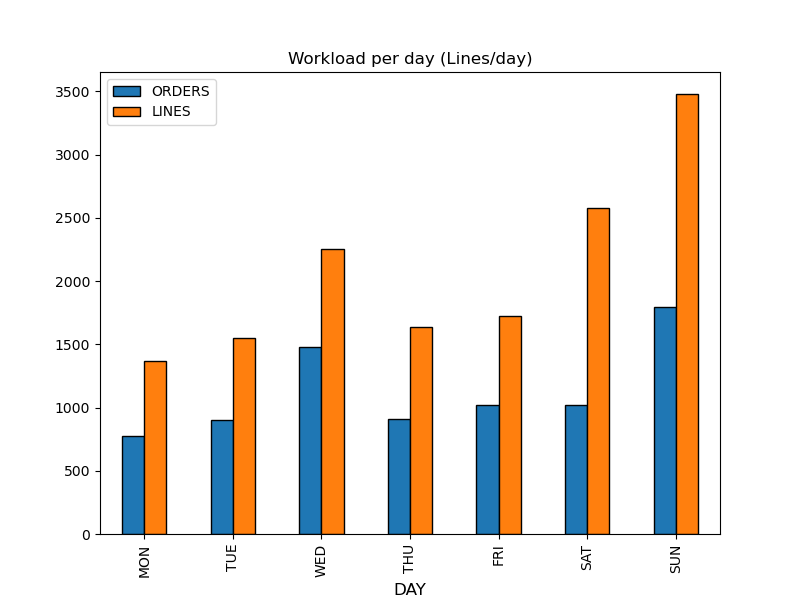 Workload per day (Lines/day)
ORDERS
LINES
3500
3000
2500
2000
1500
1000
500
0
MON
TUE
WED
THU
FRI
SAT
SUN
DAY